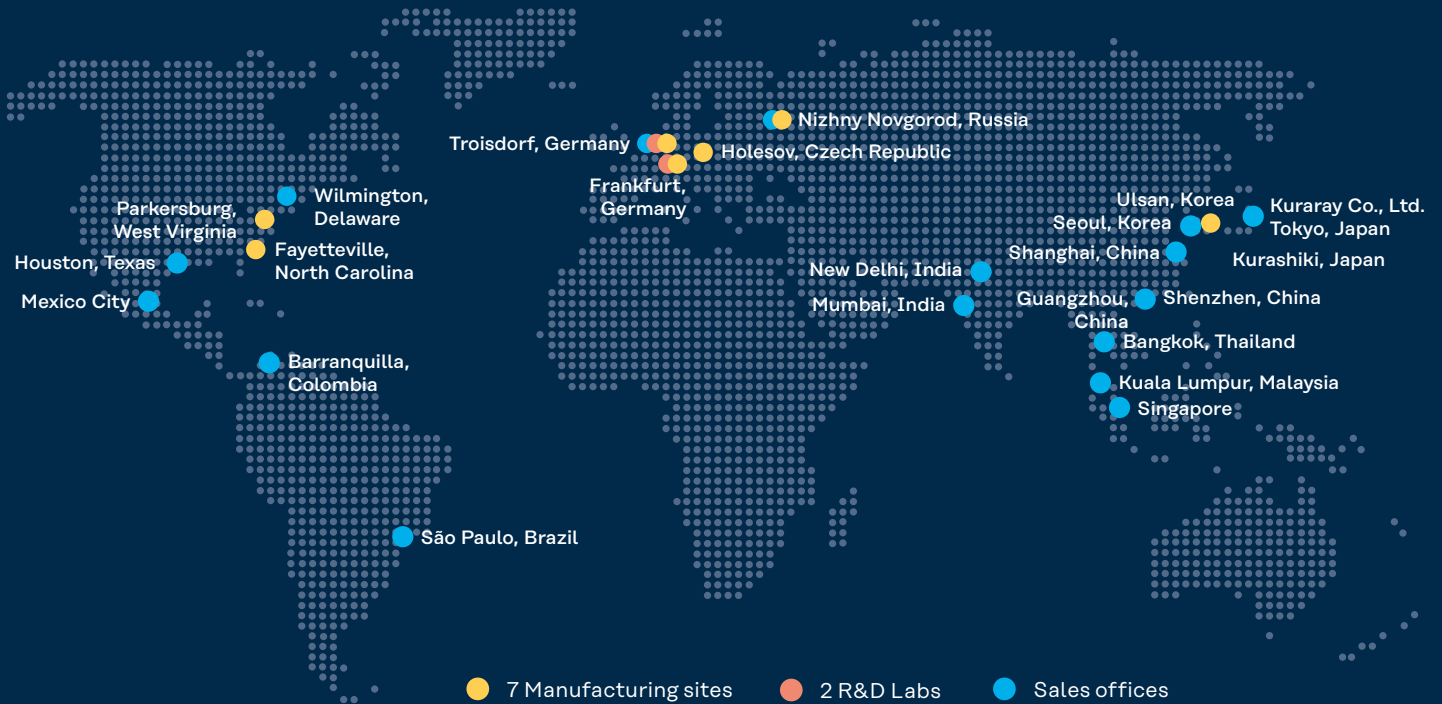 Nizhny Novgorod, Russia
Troisdorf, Germany
Holesov, Czech Republic
Frankfurt,
Germany
Wilmington,
Delaware
Parkersburg,
West Virginia
Fayetteville,
North Carolina
Houston, Texas
Mexico City
Barranquilla,
Colombia
São Paulo, Brazil
Ulsan, Korea
Seoul, Korea
Kuraray Co., Ltd.
Tokyo, Japan
Shanghai, China
Kurashiki, Japan
New Delhi, India
Mumbai, India
Guangzhou,
China
Shenzhen, China
Bangkok, Thailand
Kuala Lumpur, Malaysia
Singapore
7 Manufacturing sites
2 R&D Labs
Sales offices